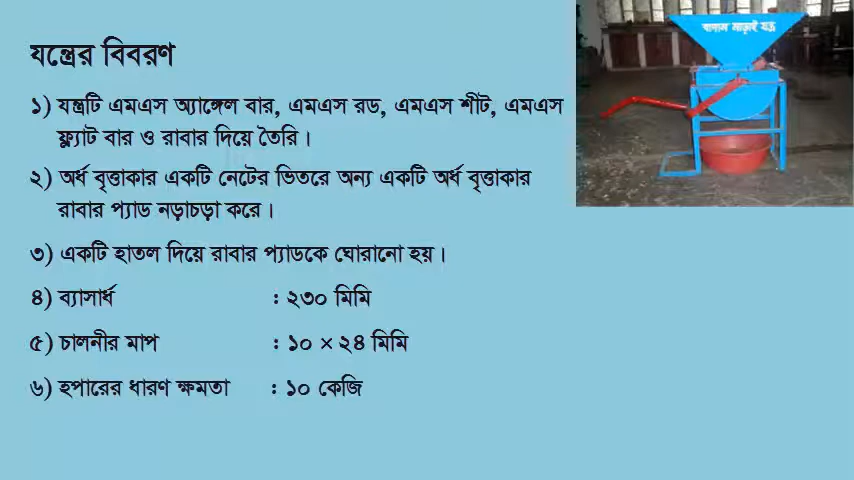 যন্ত্রের বিবরণ
বাদাম মাড়াই যন্ত্র
১) যন্ত্রটি এমএস অ্যাঙ্গেল বার, এমএস রড, এমএস শীট, এমএস
ফ্ল্যাট বার ও রাবার দিয়ে তৈরি।
২) অর্ধ বৃত্তাকার একটি নেটের ভিতরে অন্য একটি অর্ধ বৃত্তাকার
রাবার প্যাড নড়াচড়া করে।
৩) একটি হাতল দিয়ে রাবার প্যাডকে ঘোরানো হয়।
৪) ব্যাসার্ধ : ২৩০ মিমি
৫) চালনীর মাপ : ১০ × ২৪ মিমি
৬) হপারের ধারণ ক্ষমতা : ১০ কেজি